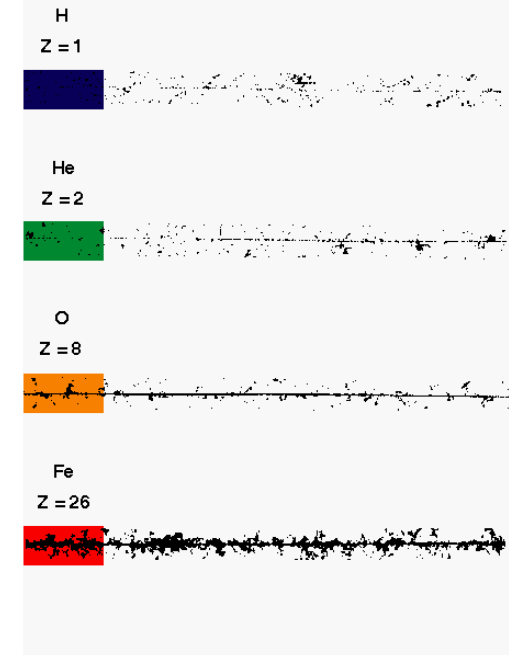 H
Z = 1
He
Z = 2
O
Z = 8
Fe
Z = 26